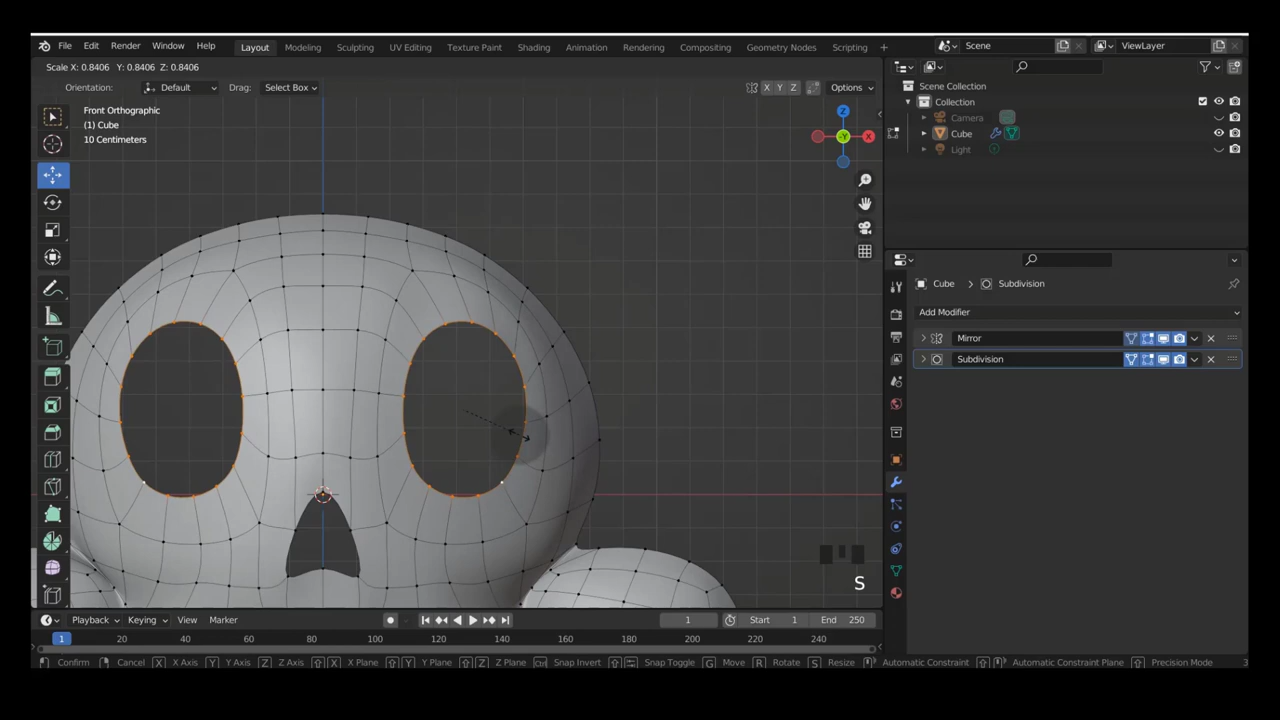 File Edit Render Window Help Layout Modeling Sculpting UV Editing Texture Paint Shading Animation Rendering Compositing Geometry Nodes Scripting + Scene ViewLayer
Scale X: 0.8406 Y: 0.8406 Z: 0.8406
Orientation: Default Drag: Select Box X Y Z Options
Front Orthographic
(1) Cube
10 Centimeters
Z
-Y
X
Scene Collection
Collection
Camera
Cube
Light
Cube > Subdivision
Add Modifier
Mirror
Subdivision
S
Playback Keying View Marker 1 Start 1 End 250
1 20 40 60 80 100 120 140 160 180 200 220 240
Confirm Cancel X X Axis Y Y Axis Z Z Axis X X Plane Y Y Plane Z Z Plane Ctrl Snap Invert Snap Toggle G Move R Rotate S Resize Automatic Constraint Automatic Constraint Plane Precision Mode 3